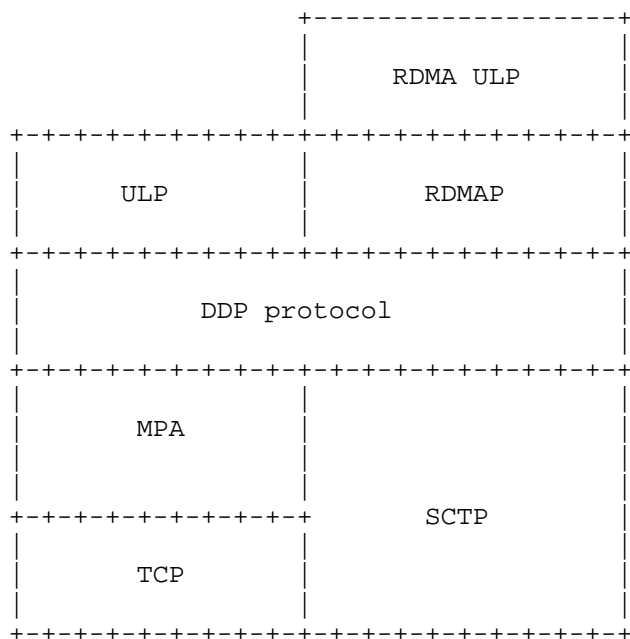 RDMA ULP
ULP RDMAP
DDP protocol
MPA
SCTP
TCP